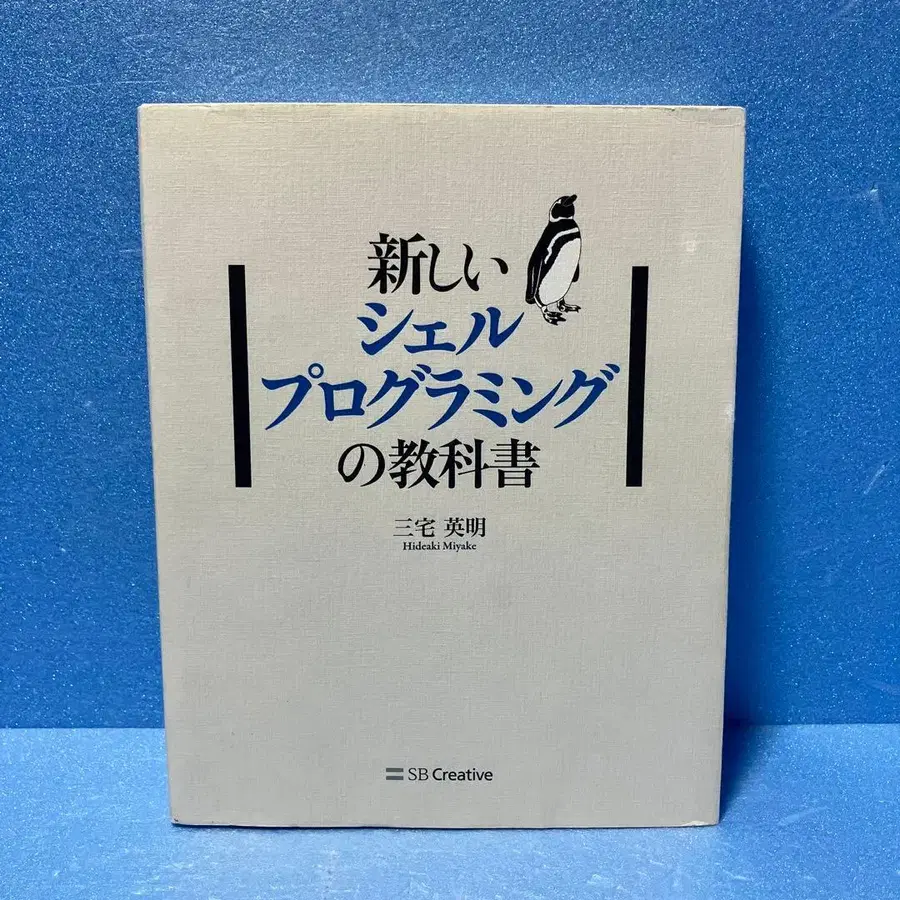 新しい
シェル
プログラミング
の教科書
三宅 英明
Hideaki Miyake
SB Creative